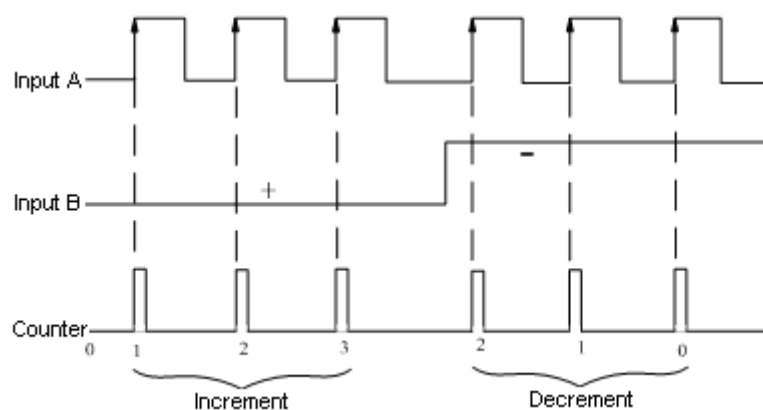 Input A
+
-
Input B
Counter
0 1 2 3 2 1 0
Increment Decrement